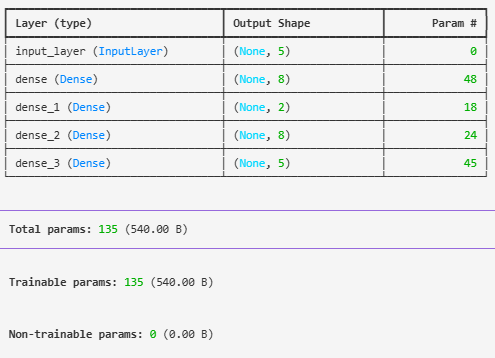 Layer (type) Output Shape Param #
input_layer (InputLayer) (None, 5) 0
dense (Dense) (None, 8) 48
dense_1 (Dense) (None, 2) 18
dense_2 (Dense) (None, 8) 24
dense_3 (Dense) (None, 5) 45
Total params: 135 (540.00 B)
Trainable params: 135 (540.00 B)
Non-trainable params: 0 (0.00 B)